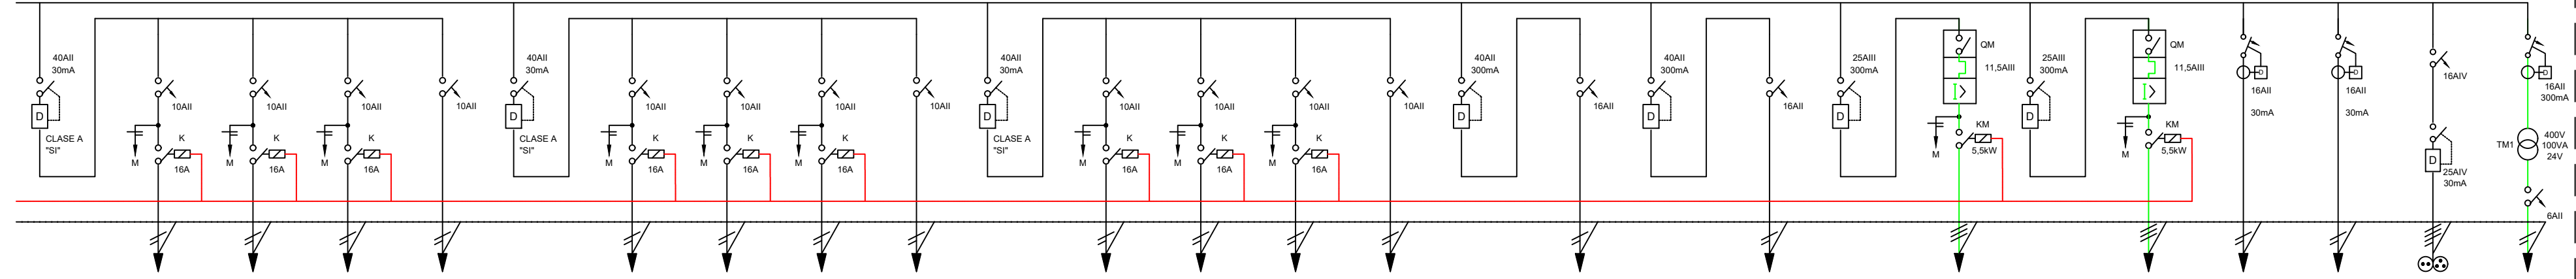 40AII
30mA
D
CLASE A
"SI"
10AII
M
K
16A
10AII
M
K
16A
10AII
M
K
16A
10AII
40AII
30mA
D
CLASE A
"SI"
10AII
M
K
16A
10AII
M
K
16A
10AII
M
K
16A
10AII
40AII
30mA
D
CLASE A
"SI"
10AII
M
K
16A
10AII
M
K
16A
10AII
M
K
16A
10AII
40AII
300mA
D
16AII
40AII
300mA
D
16AII
25AIII
300mA
D
QM
11,5AIII
I
M
KM
5,5kW
25AIII
300mA
D
QM
11,5AIII
I
M
KM
5,5kW
D
16AII
30mA
D
16AII
30mA
16AIV
D
25AIV
30mA
D
16AII
300mA
TM1
400V
100VA
24V
6AII